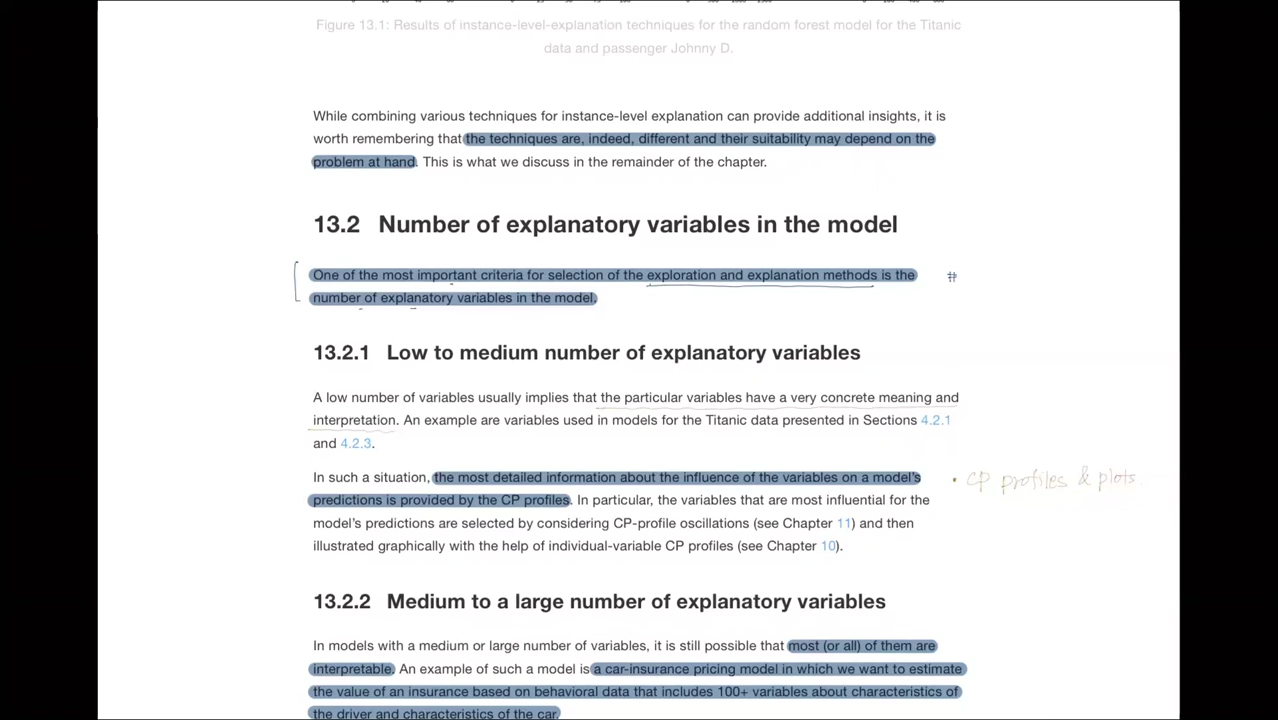 Figure 13.1: Results of instance-level-explanation techniques for the random forest model for the Titanic
data and passenger Johnny D.
While combining various techniques for instance-level explanation can provide additional insights, it is
worth remembering that the techniques are, indeed, different and their suitability may depend on the
problem at hand. This is what we discuss in the remainder of the chapter.
13.2 Number of explanatory variables in the model
One of the most important criteria for selection of the exploration and explanation methods is the
number of explanatory variables in the model.
#
13.2.1 Low to medium number of explanatory variables
A low number of variables usually implies that the particular variables have a very concrete meaning and
interpretation. An example are variables used in models for the Titanic data presented in Sections 4.2.1
and 4.2.3.
In such a situation, the most detailed information about the influence of the variables on a model's
predictions is provided by the CP profiles. In particular, the variables that are most influential for the
model's predictions are selected by considering CP-profile oscillations (see Chapter 11) and then
illustrated graphically with the help of individual-variable CP profiles (see Chapter 10).
• CP profiles & plots.
13.2.2 Medium to a large number of explanatory variables
In models with a medium or large number of variables, it is still possible that most (or all) of them are
interpretable. An example of such a model is a car-insurance pricing model in which we want to estimate
the value of an insurance based on behavioral data that includes 100+ variables about characteristics of
the driver and characteristics of the car.